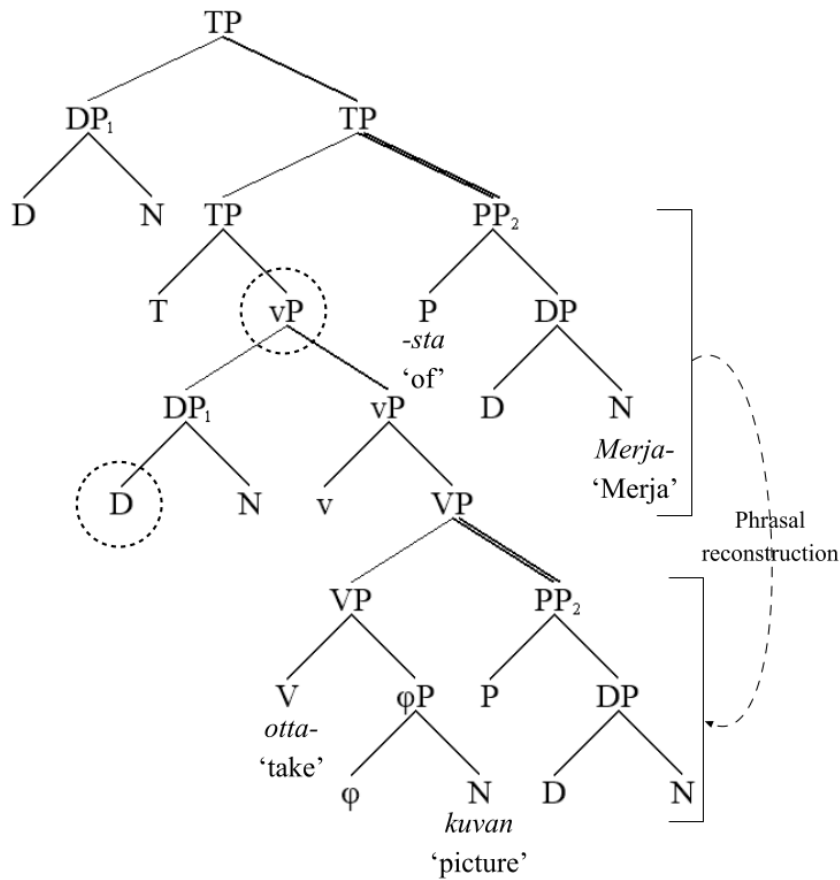 TP
DP₁ TP
D N TP PP₂
T vP P DP
-sta
‘of’ D N
DP₁ vP Merja-
‘Merja’
D N v VP
Phrasal
reconstruction
VP PP₂
V φP P DP
otta-
‘take’
φ N D N
kuvan
‘picture’